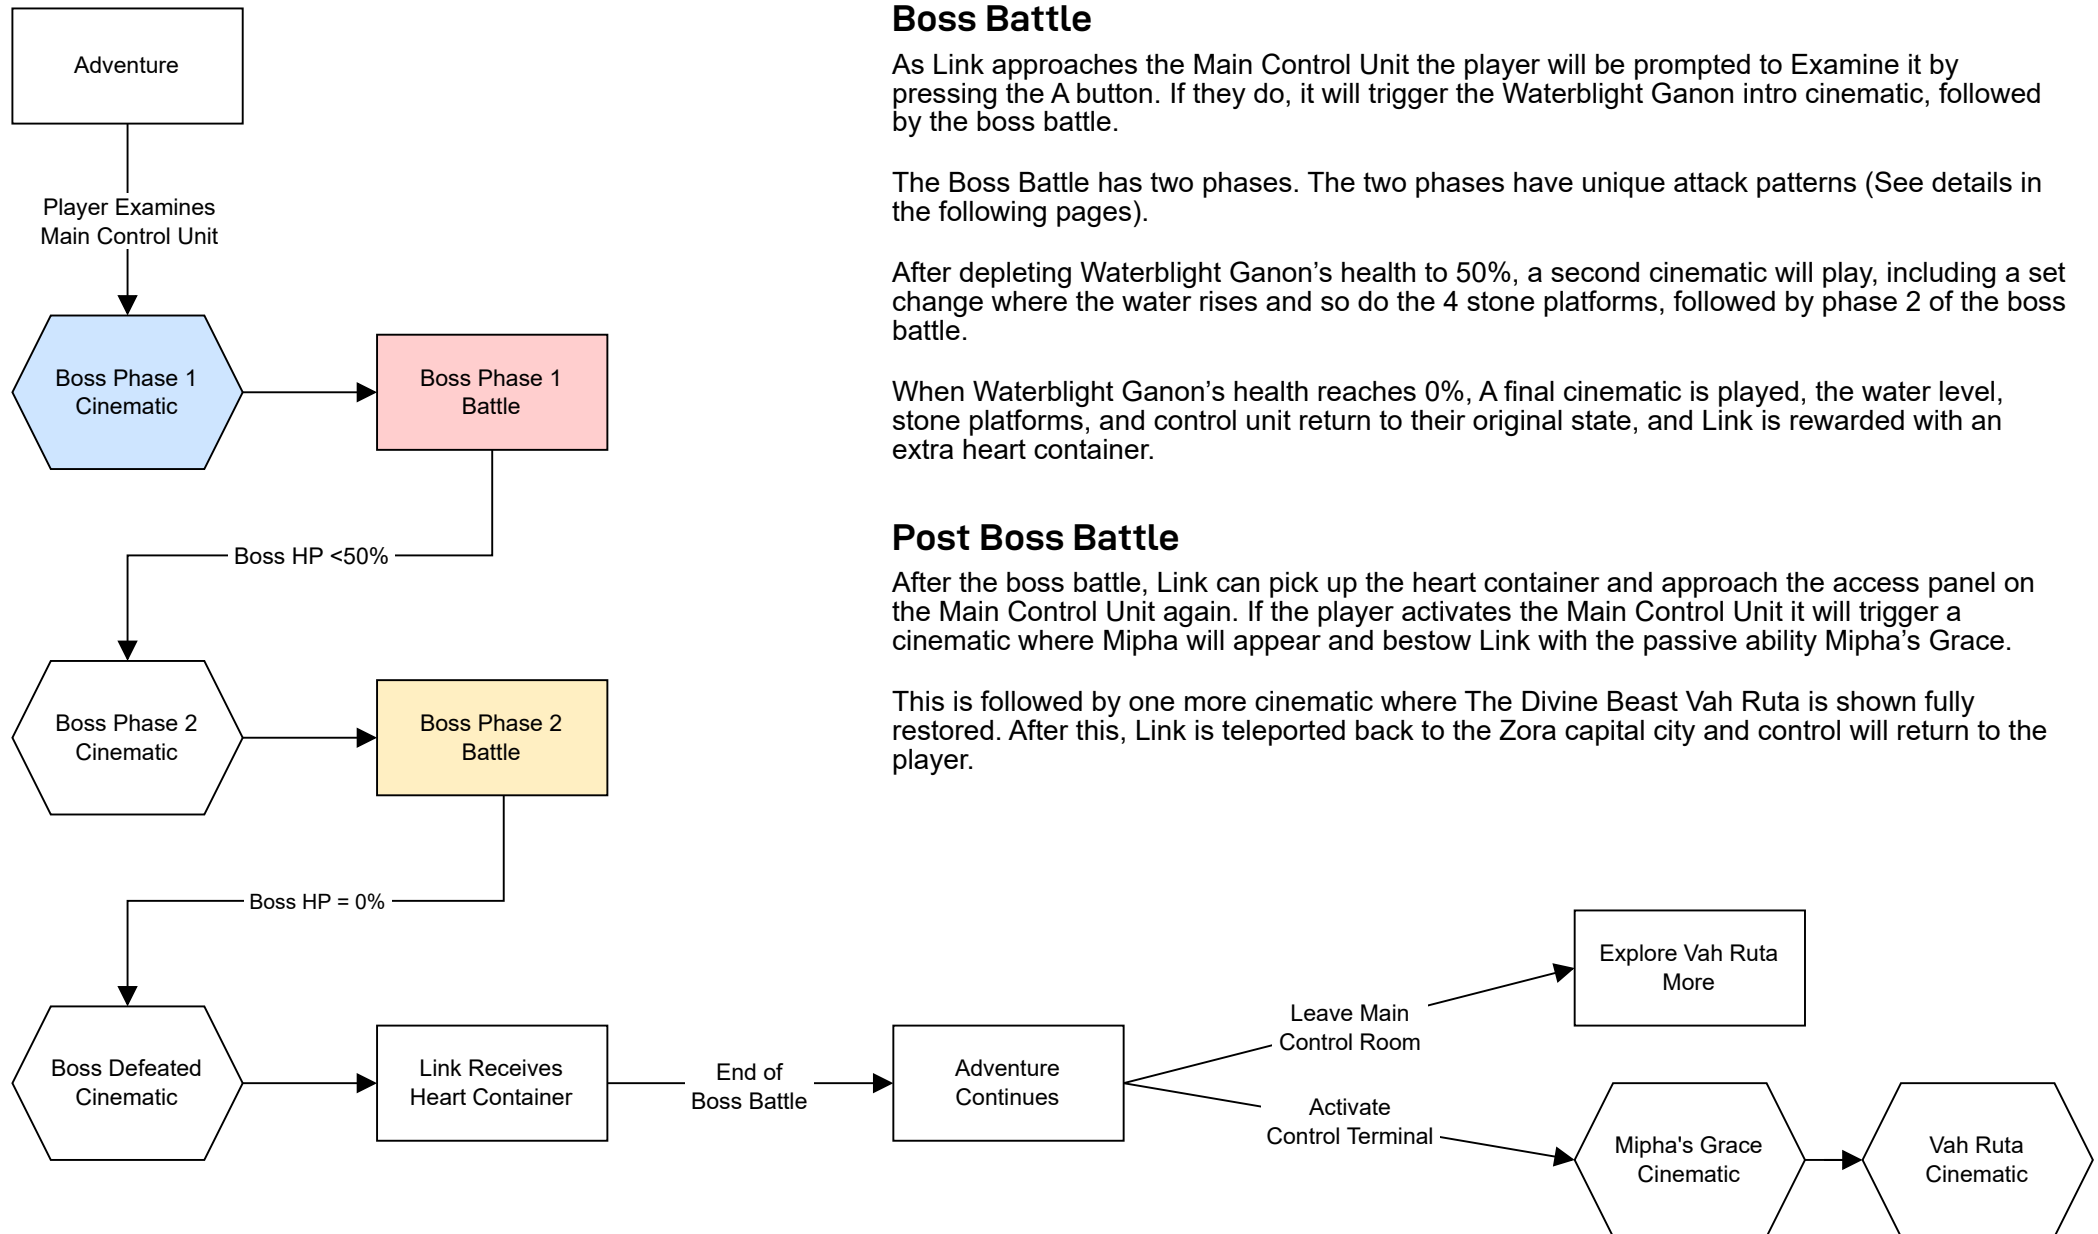 Adventure
Player Examines
Main Control Unit
Boss Phase 1
Cinematic
Boss Phase 1
Battle
Boss HP <50%
Boss Phase 2
Cinematic
Boss Phase 2
Battle
Boss HP = 0%
Boss Defeated
Cinematic
Link Receives
Heart Container
End of
Boss Battle
Adventure
Continues
Leave Main
Control Room
Explore Vah Ruta
More
Activate
Control Terminal
Mipha's Grace
Cinematic
Vah Ruta
Cinematic
Boss Battle
As Link approaches the Main Control Unit the player will be prompted to Examine it by
pressing the A button. If they do, it will trigger the Waterblight Ganon intro cinematic, followed
by the boss battle.
The Boss Battle has two phases. The two phases have unique attack patterns (See details in
the following pages).
After depleting Waterblight Ganon’s health to 50%, a second cinematic will play, including a set
change where the water rises and so do the 4 stone platforms, followed by phase 2 of the boss
battle.
When Waterblight Ganon’s health reaches 0%, A final cinematic is played, the water level,
stone platforms, and control unit return to their original state, and Link is rewarded with an
extra heart container.
Post Boss Battle
After the boss battle, Link can pick up the heart container and approach the access panel on
the Main Control Unit again. If the player activates the Main Control Unit it will trigger a
cinematic where Mipha will appear and bestow Link with the passive ability Mipha’s Grace.
This is followed by one more cinematic where The Divine Beast Vah Ruta is shown fully
restored. After this, Link is teleported back to the Zora capital city and control will return to the
player.